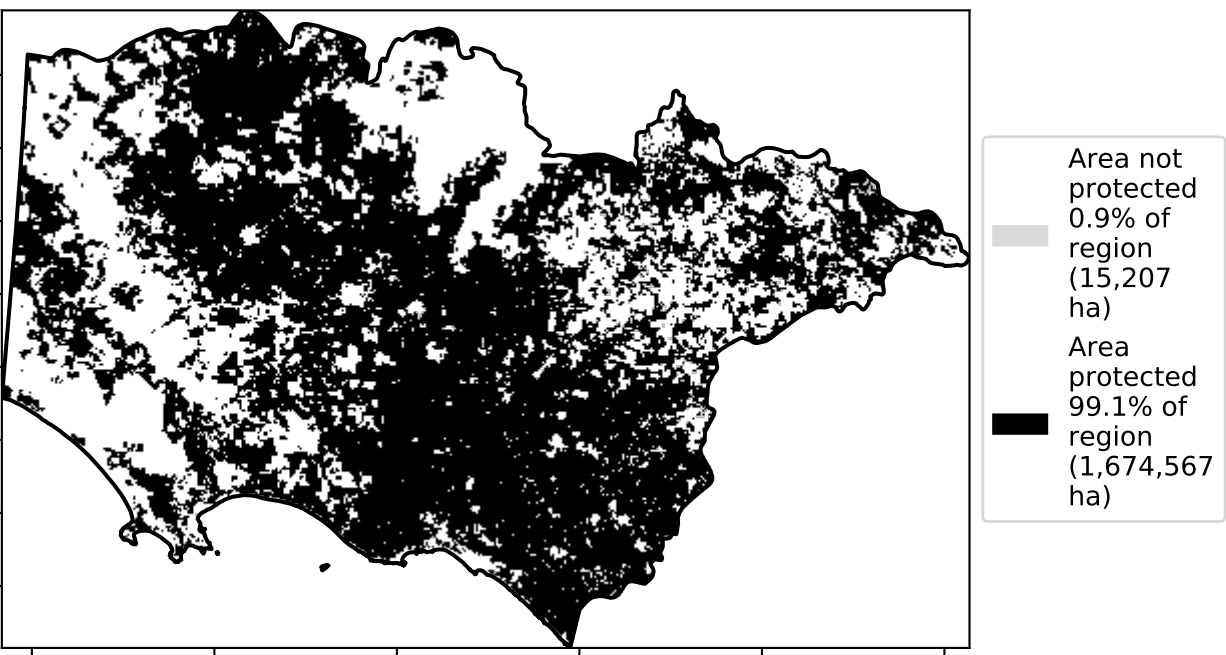 Area not
protected
0.9% of
region
(15,207
ha)
Area
protected
99.1% of
region
(1,674,567
ha)